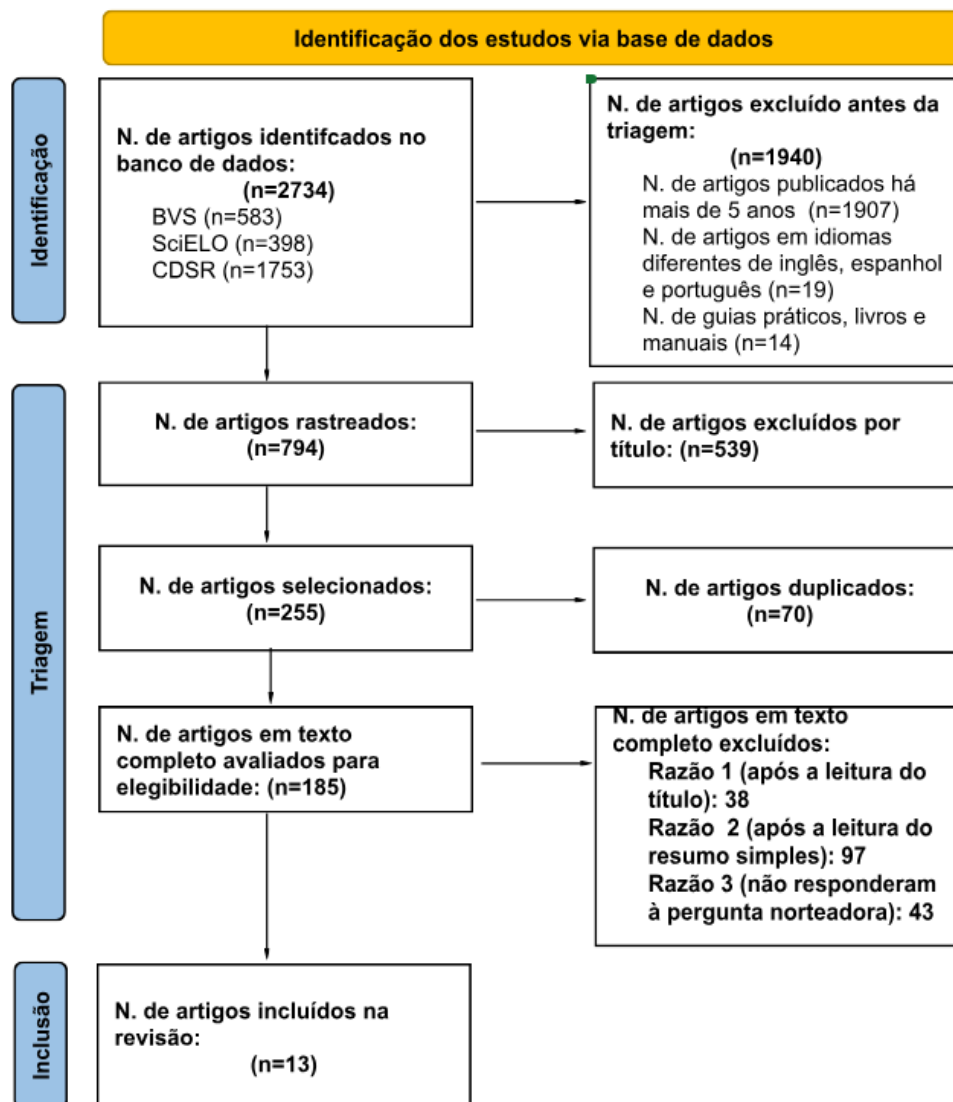 Identificação dos estudos via base de dados
Identificação
N. de artigos identifcados no
banco de dados:
(n=2734)
BVS (n=583)
SciELO (n=398)
CDSR (n=1753)
N. de artigos excluído antes da
triagem:
(n=1940)
N. de artigos publicados há
mais de 5 anos (n=1907)
N. de artigos em idiomas
diferentes de inglês, espanhol
e português (n=19)
N. de guias práticos, livros e
manuais (n=14)
Triagem
N. de artigos rastreados:
(n=794)
N. de artigos excluídos por
título: (n=539)
N. de artigos selecionados:
(n=255)
N. de artigos duplicados:
(n=70)
N. de artigos em texto
completo avaliados para
elegibilidade: (n=185)
N. de artigos em texto
completo excluídos:
Razão 1 (após a leitura do
título): 38
Razão 2 (após a leitura do
resumo simples): 97
Razão 3 (não responderam
à pergunta norteadora): 43
Inclusão
N. de artigos incluídos na
revisão:
(n=13)